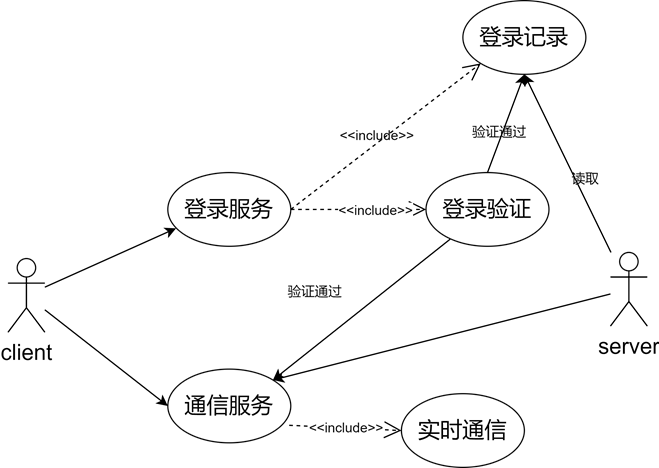 登录记录
<<include>>
验证通过
读取
登录服务
<<include>>
登录验证
验证通过
client
server
通信服务
<<include>>
实时通信